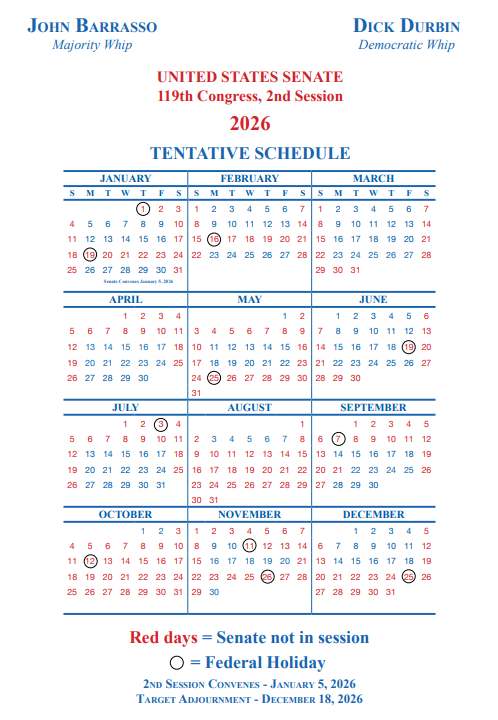 JOHN BARRASSO
Majority Whip
DICK DURBIN
Democratic Whip
UNITED STATES SENATE
119th Congress, 2nd Session
2026
TENTATIVE SCHEDULE
JANUARY FEBRUARY MARCH
S M T W T F S S M T W T F S S M T W T F S
1 2 3 1 2 3 4 5 6 7 1 2 3 4 5 6 7
4 5 6 7 8 9 10 8 9 10 11 12 13 14 8 9 10 11 12 13 14
11 12 13 14 15 16 17 15 16 17 18 19 20 21 15 16 17 18 19 20 21
18 19 20 21 22 23 24 22 23 24 25 26 27 28 22 23 24 25 26 27 28
25 26 27 28 29 30 31 29 30 31
Senate Convenes January 5, 2026
APRIL MAY JUNE
1 2 3 4 1 2 1 2 3 4 5 6
5 6 7 8 9 10 11 3 4 5 6 7 8 9 7 8 9 10 11 12 13
12 13 14 15 16 17 18 10 11 12 13 14 15 16 14 15 16 17 18 19 20
19 20 21 22 23 24 25 17 18 19 20 21 22 23 21 22 23 24 25 26 27
26 27 28 29 30 24 25 26 27 28 29 30 28 29 30
31
JULY AUGUST SEPTEMBER
1 2 3 4 1 1 2 3 4 5
5 6 7 8 9 10 11 2 3 4 5 6 7 8 6 7 8 9 10 11 12
12 13 14 15 16 17 18 9 10 11 12 13 14 15 13 14 15 16 17 18 19
19 20 21 22 23 24 25 16 17 18 19 20 21 22 20 21 22 23 24 25 26
26 27 28 29 30 31 23 24 25 26 27 28 29 27 28 29 30
30 31
OCTOBER NOVEMBER DECEMBER
1 2 3 1 2 3 4 5 6 7 1 2 3 4 5
4 5 6 7 8 9 10 8 9 10 11 12 13 14 6 7 8 9 10 11 12
11 12 13 14 15 16 17 15 16 17 18 19 20 21 13 14 15 16 17 18 19
18 19 20 21 22 23 24 22 23 24 25 26 27 28 20 21 22 23 24 25 26
25 26 27 28 29 30 31 29 30 27 28 29 30 31
Red days = Senate not in session
= Federal Holiday
2ND SESSION CONVENES - JANUARY 5, 2026
TARGET ADJOURNMENT - DECEMBER 18, 2026